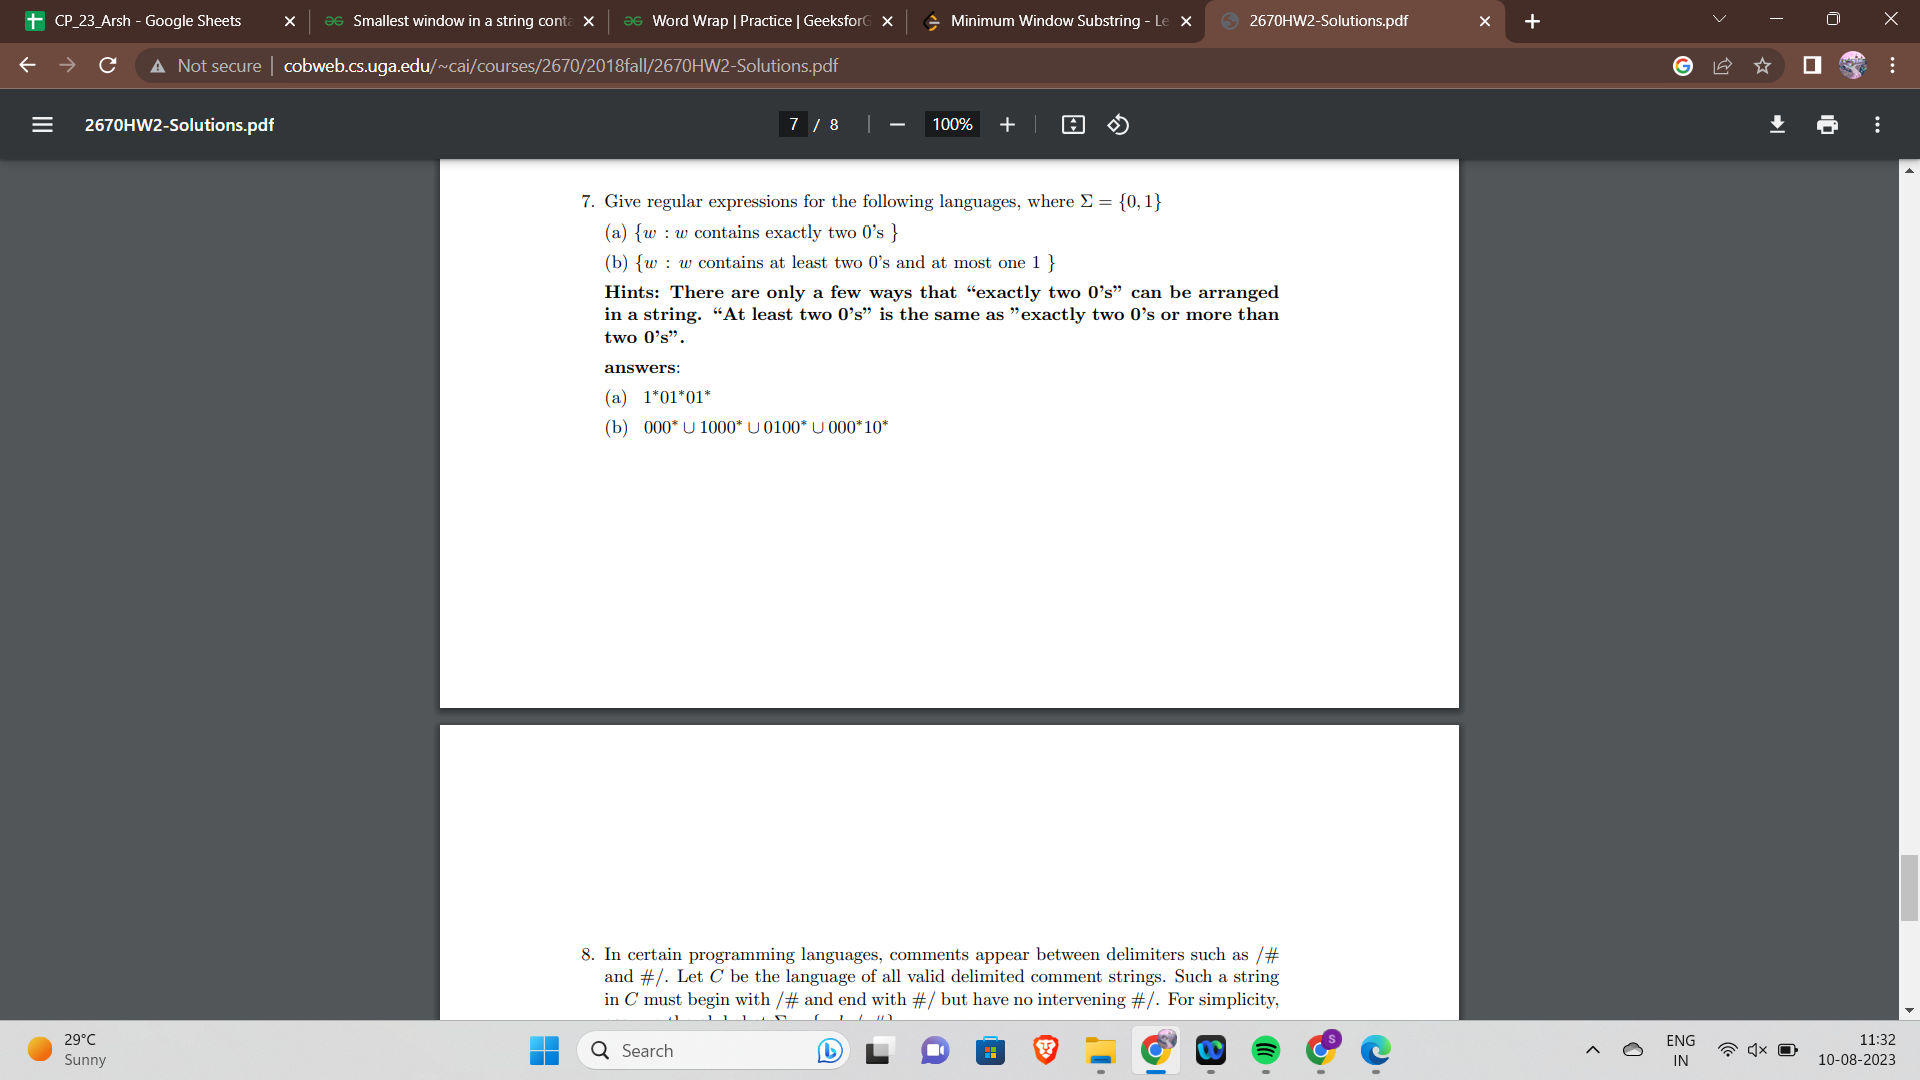 CP_23_Arsh - Google Sheets
Smallest window in a string conta
Word Wrap | Practice | GeeksforG
Minimum Window Substring - Le
2670HW2-Solutions.pdf
Not secure | cobweb.cs.uga.edu/~cai/courses/2670/2018fall/2670HW2-Solutions.pdf
2670HW2-Solutions.pdf
7 / 8
100%
7. Give regular expressions for the following languages, where Σ = {0, 1}
(a) {w : w contains exactly two 0's }
(b) {w : w contains at least two 0's and at most one 1 }
Hints: There are only a few ways that “exactly two 0's” can be arranged
in a string. “At least two 0's” is the same as ”exactly two 0's or more than
two 0's”.
answers:
(a) 1*01*01*
(b) 000* ∪ 1000* ∪ 0100* ∪ 000*10*
8. In certain programming languages, comments appear between delimiters such as /#
and #/. Let C be the language of all valid delimited comment strings. Such a string
in C must begin with /# and end with #/ but have no intervening #/. For simplicity,
29°C
Sunny
Search
S
ENG
IN
11:32
10-08-2023